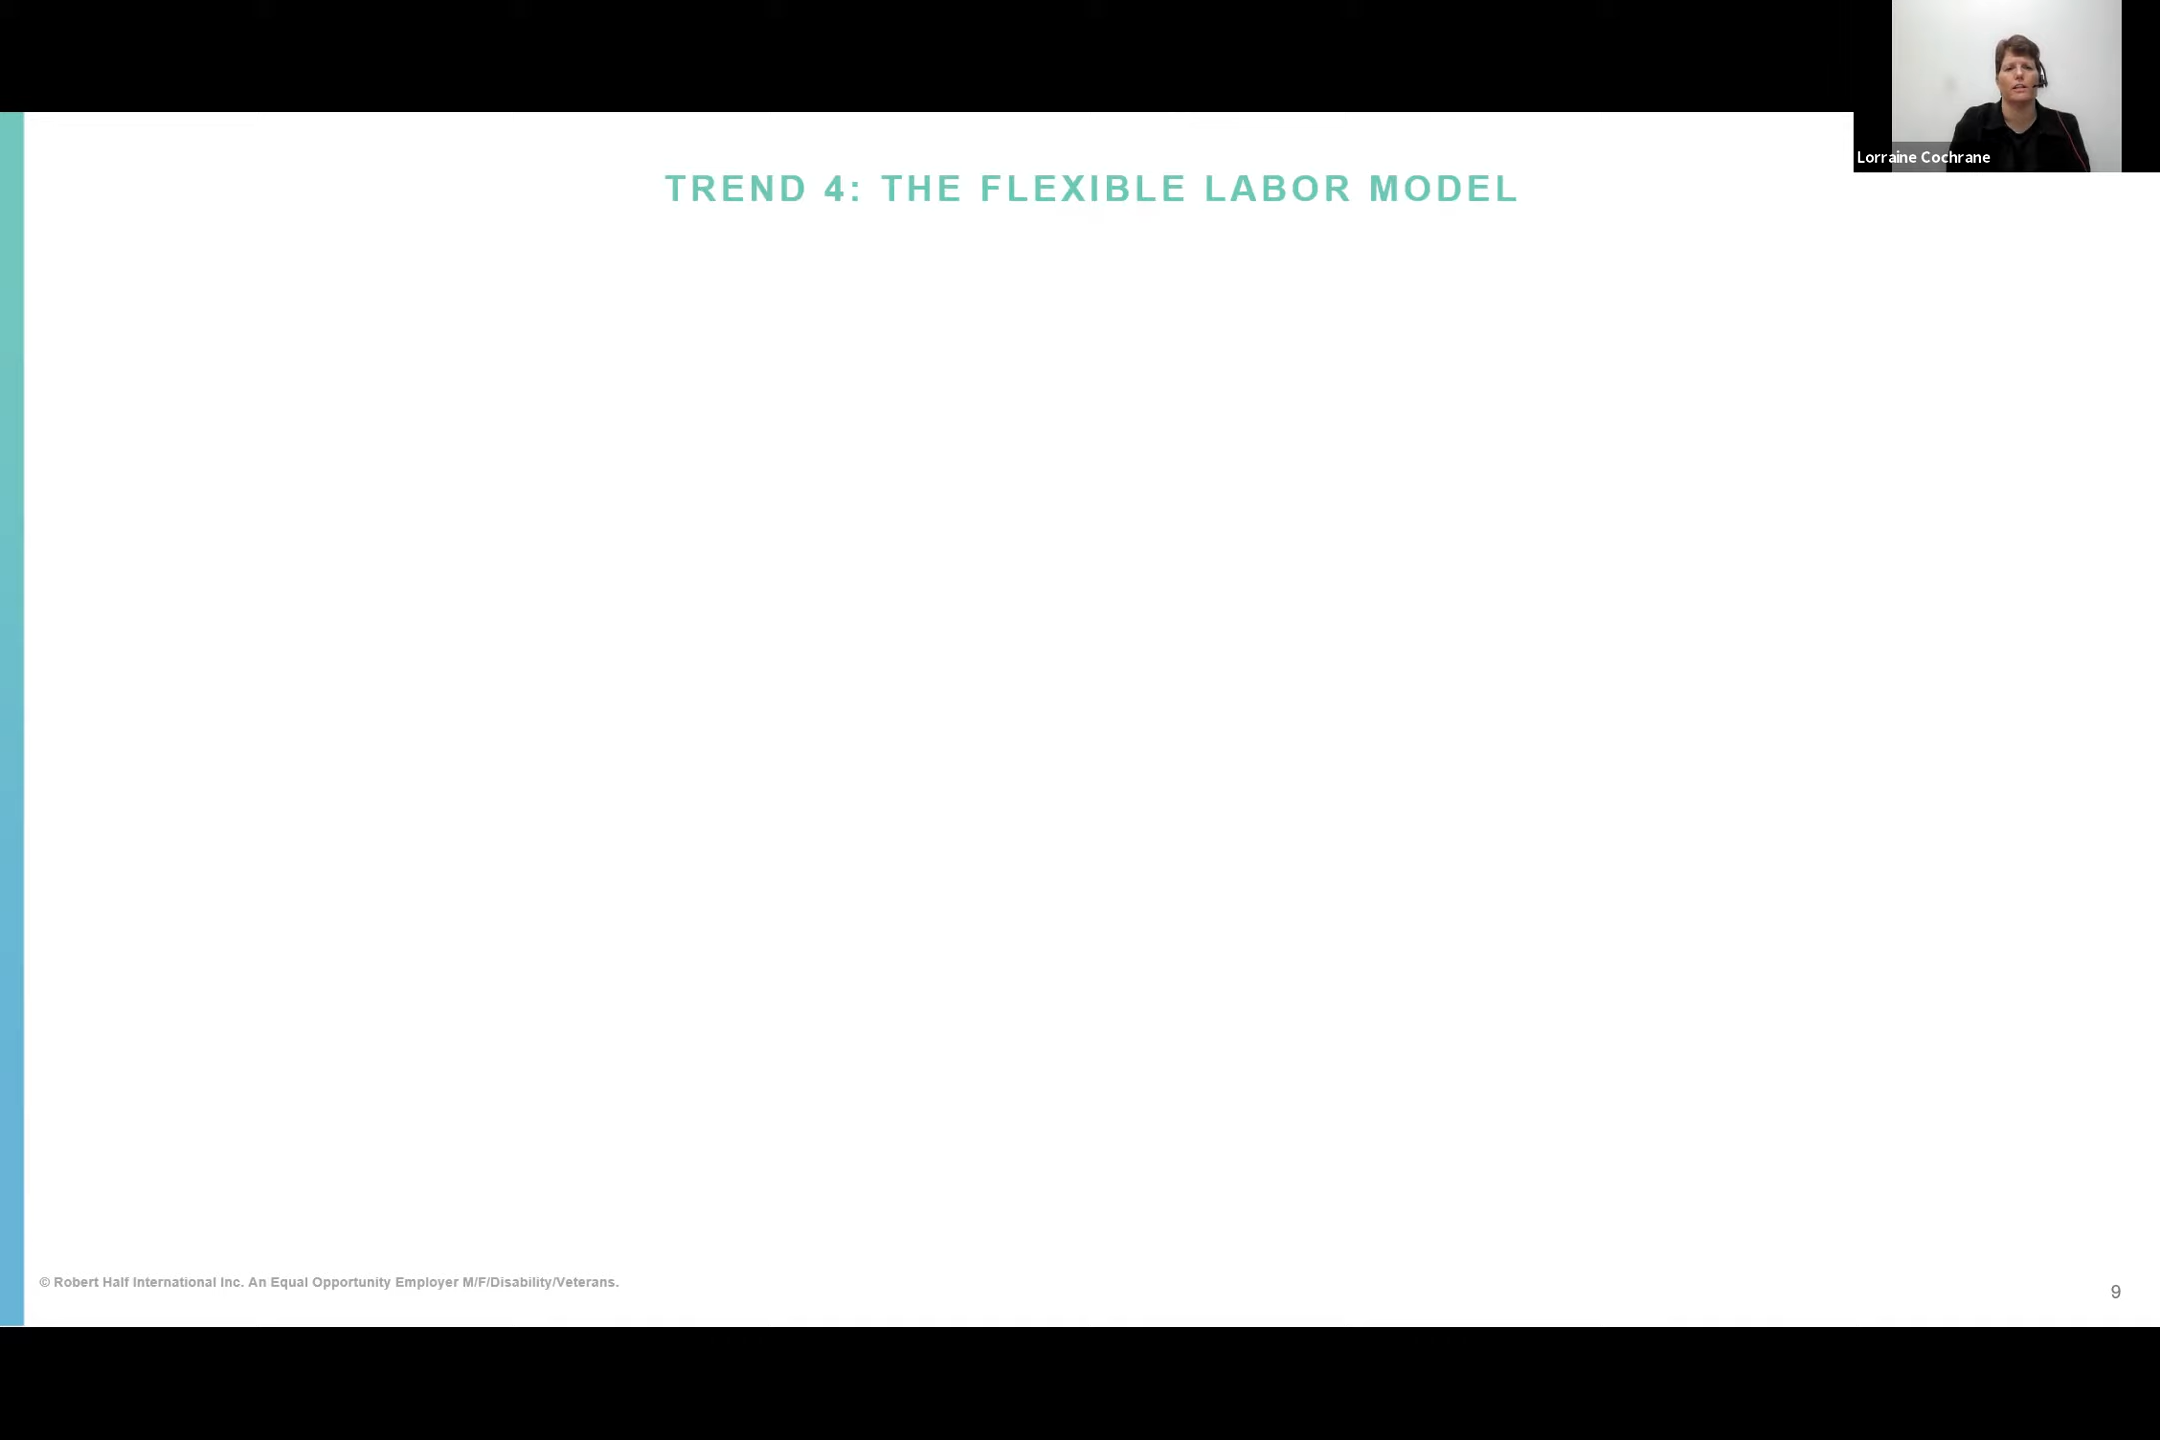 Lorraine Cochrane
TREND 4: THE FLEXIBLE LABOR MODEL
© Robert Half International Inc. An Equal Opportunity Employer M/F/Disability/Veterans.
9